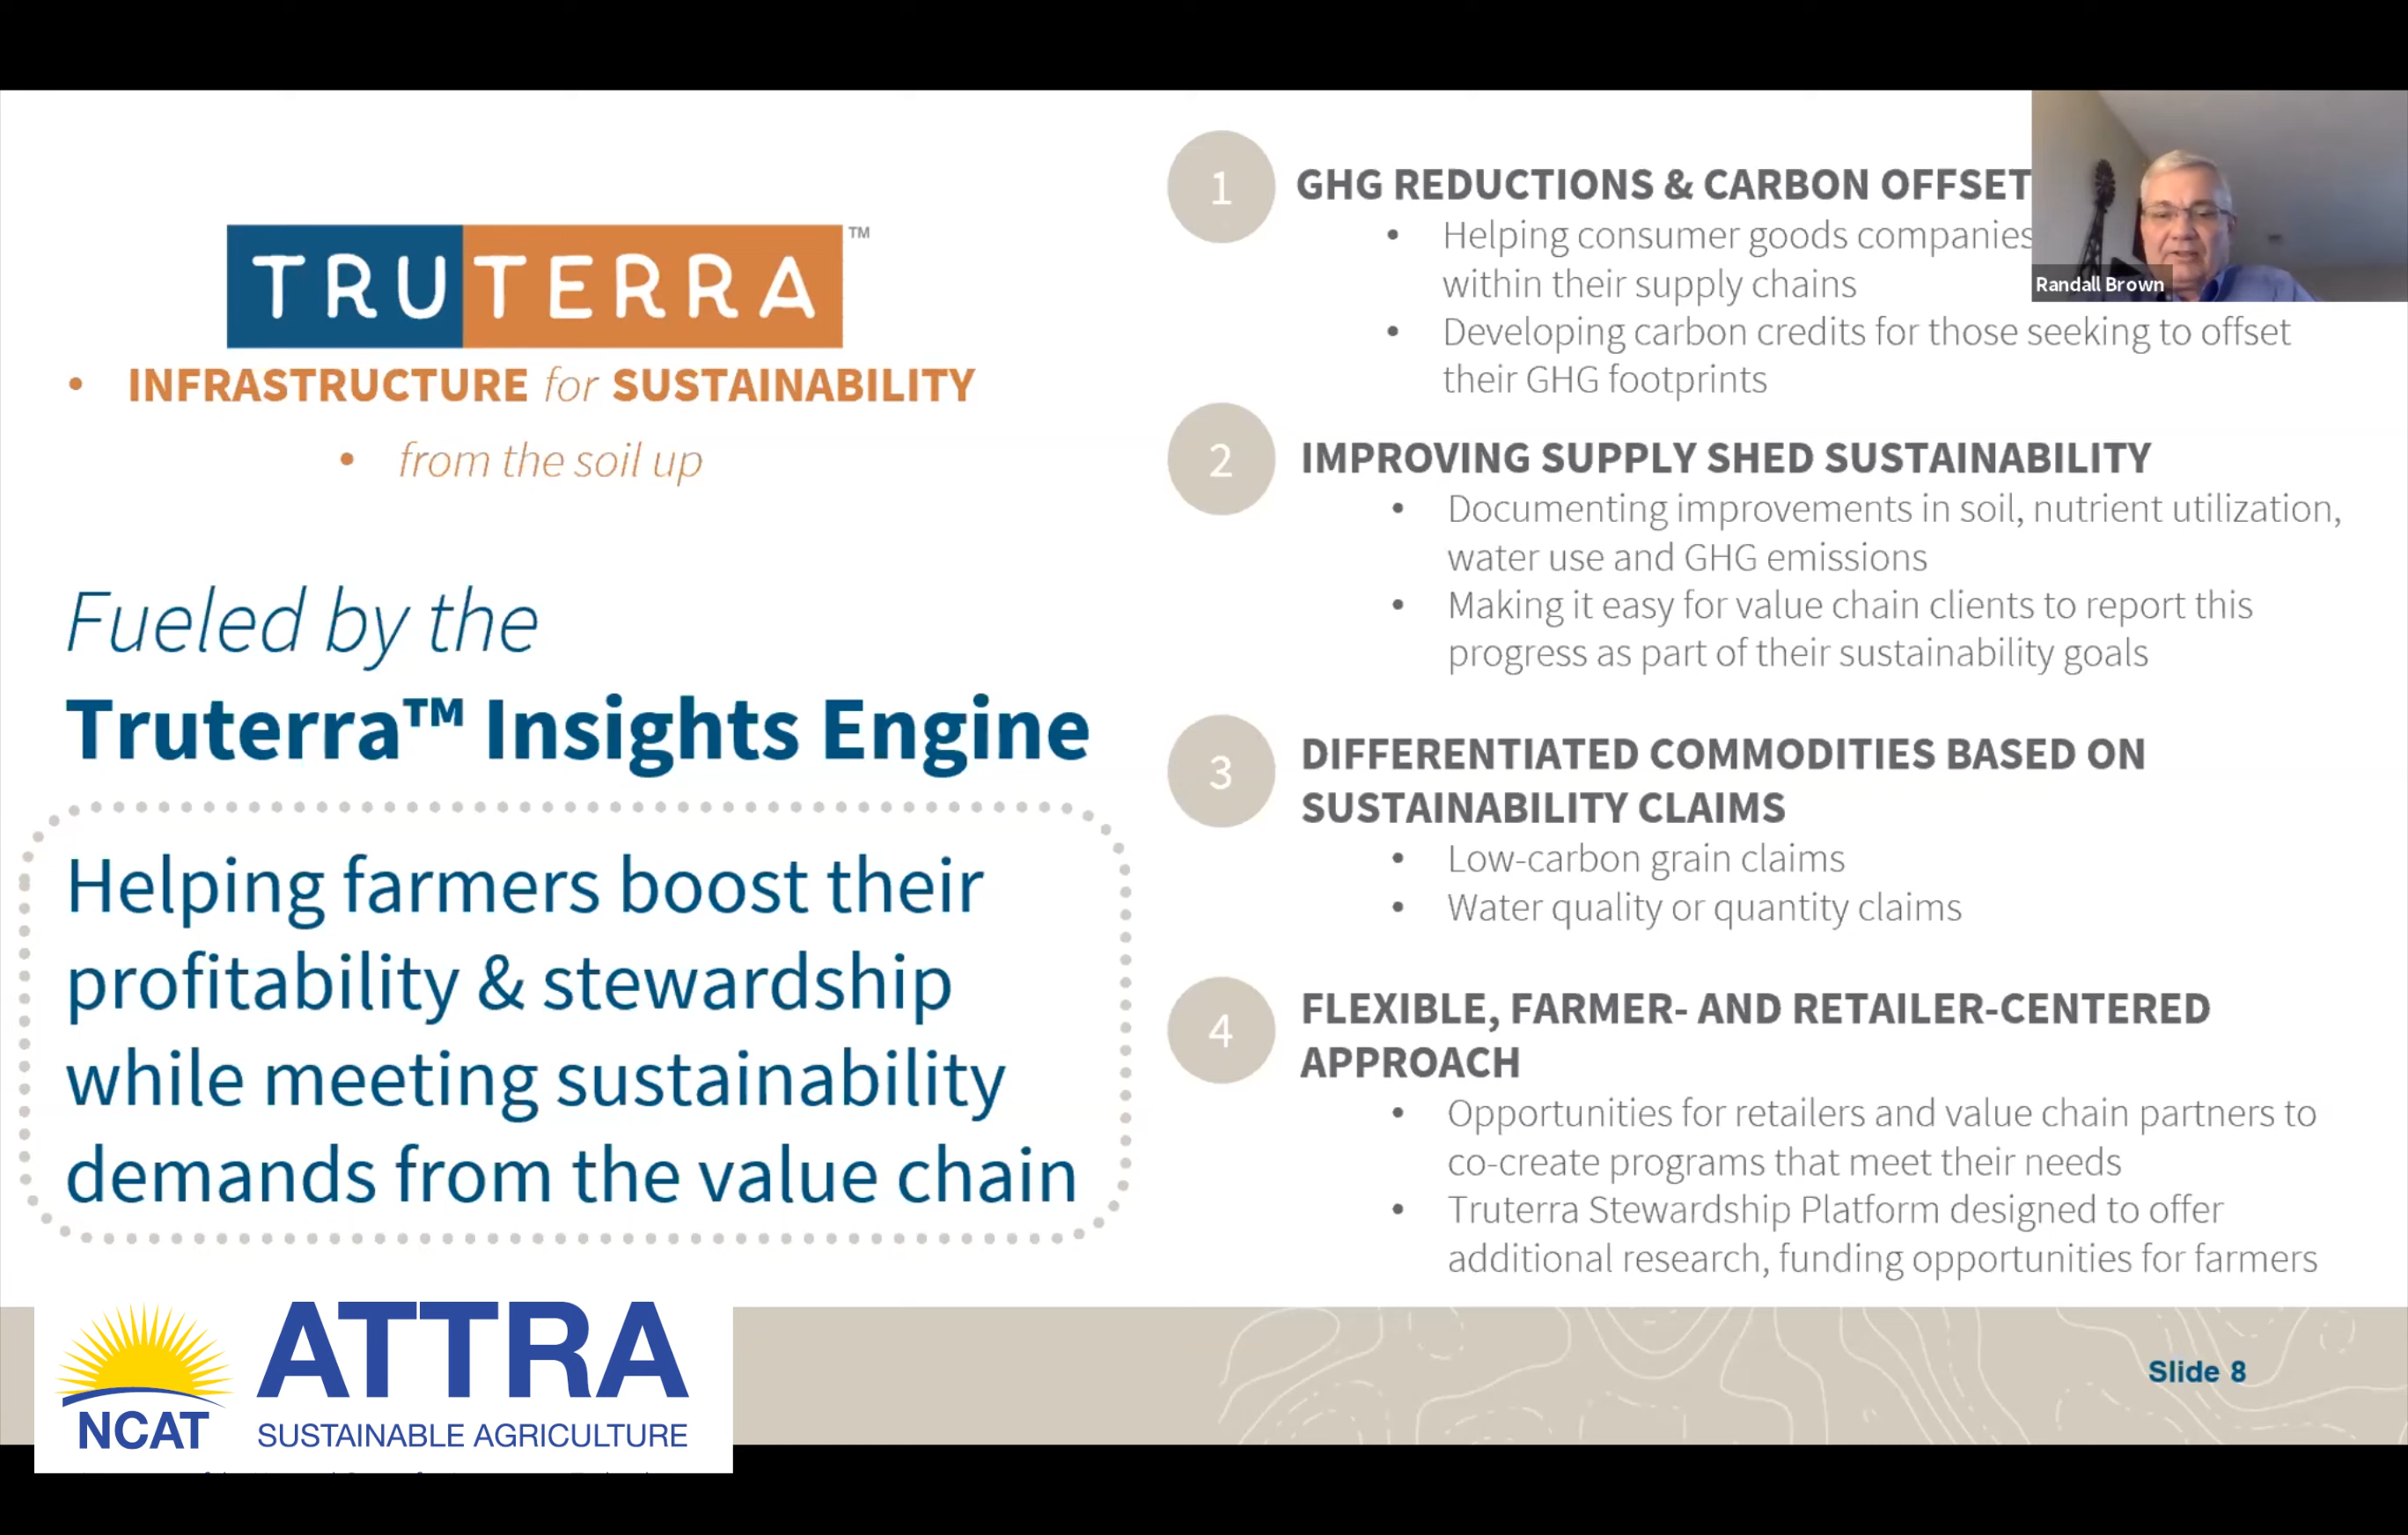 TRUTERRA™
• INFRASTRUCTURE for SUSTAINABILITY
• from the soil up
Fueled by the
Truterra™ Insights Engine
Helping farmers boost their
profitability & stewardship
while meeting sustainability
demands from the value chain
1
GHG REDUCTIONS & CARBON OFFSET
• Helping consumer goods companies
within their supply chains
• Developing carbon credits for those seeking to offset
their GHG footprints
2
IMPROVING SUPPLY SHED SUSTAINABILITY
• Documenting improvements in soil, nutrient utilization,
water use and GHG emissions
• Making it easy for value chain clients to report this
progress as part of their sustainability goals
3
DIFFERENTIATED COMMODITIES BASED ON
SUSTAINABILITY CLAIMS
• Low-carbon grain claims
• Water quality or quantity claims
4
FLEXIBLE, FARMER- AND RETAILER-CENTERED
APPROACH
• Opportunities for retailers and value chain partners to
co-create programs that meet their needs
• Truterra Stewardship Platform designed to offer
additional research, funding opportunities for farmers
Randall Brown
NCAT
ATTRA
SUSTAINABLE AGRICULTURE
Slide 8